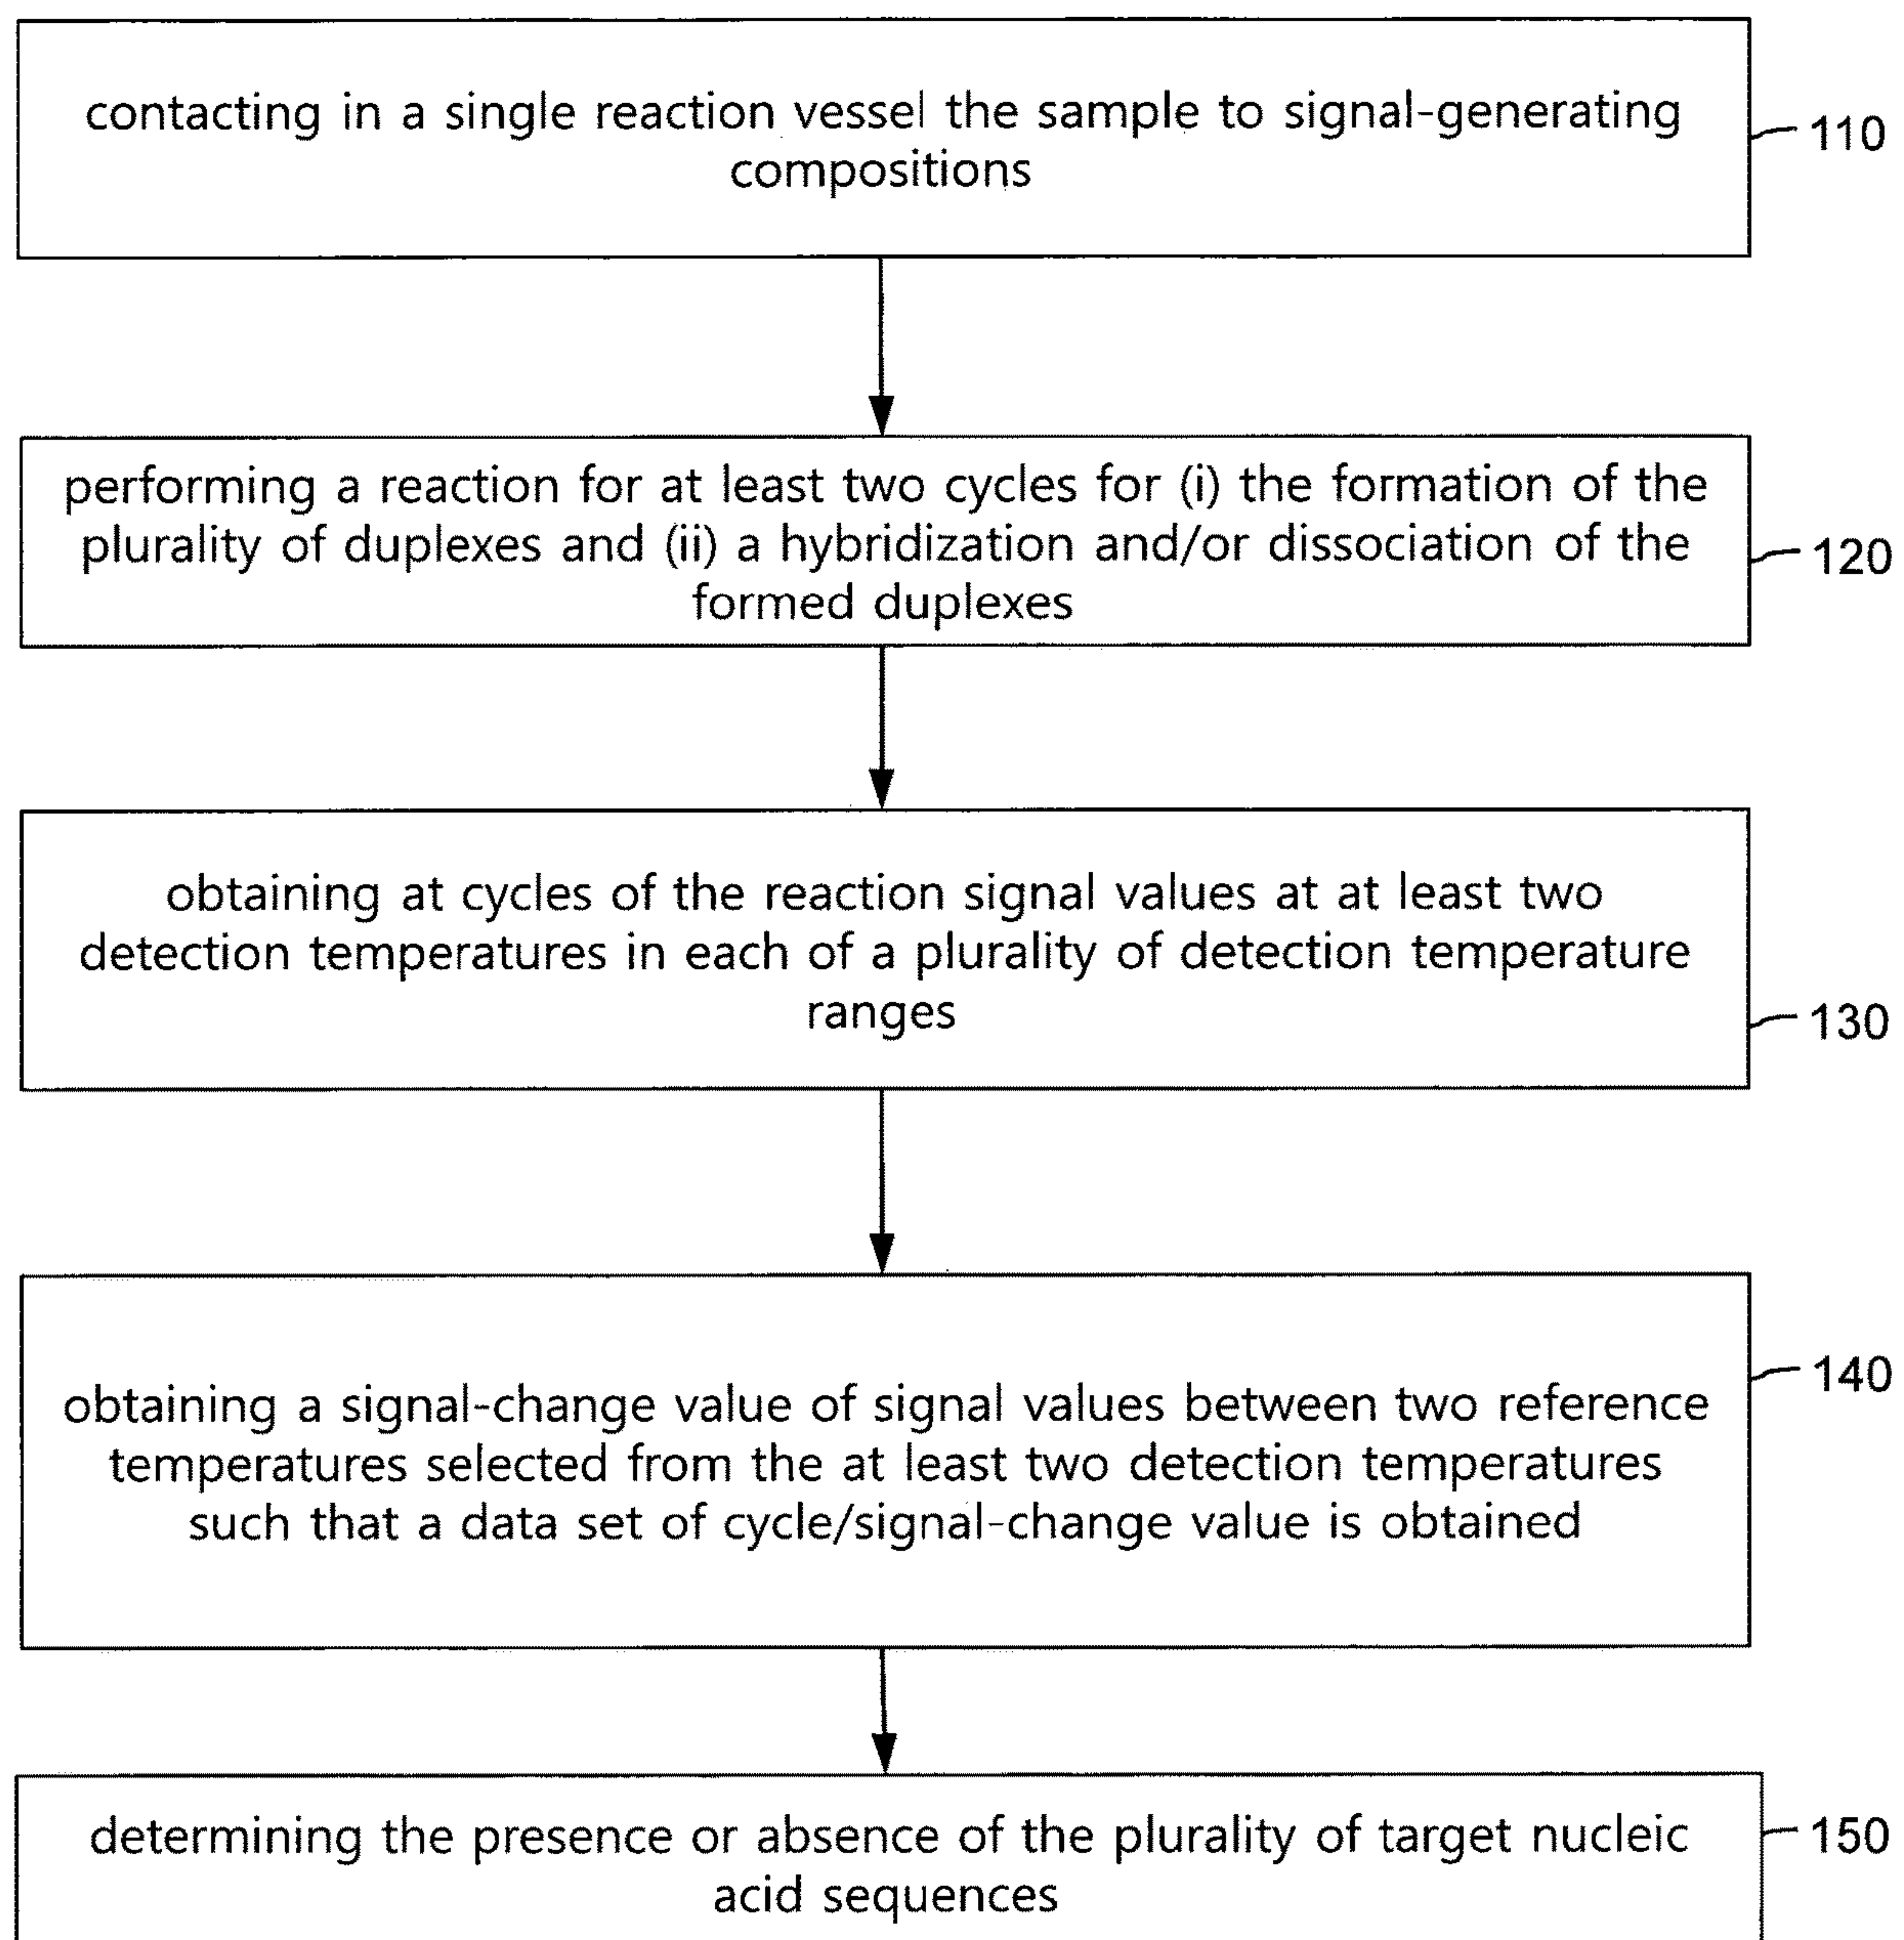 contacting in a single reaction vessel the sample to signal-generating
compositions
110
performing a reaction for at least two cycles for (i) the formation of the
plurality of duplexes and (ii) a hybridization and/or dissociation of the
formed duplexes
120
obtaining at cycles of the reaction signal values at at least two
detection temperatures in each of a plurality of detection temperature
ranges
130
obtaining a signal-change value of signal values between two reference
temperatures selected from the at least two detection temperatures
such that a data set of cycle/signal-change value is obtained
140
determining the presence or absence of the plurality of target nucleic
acid sequences
150